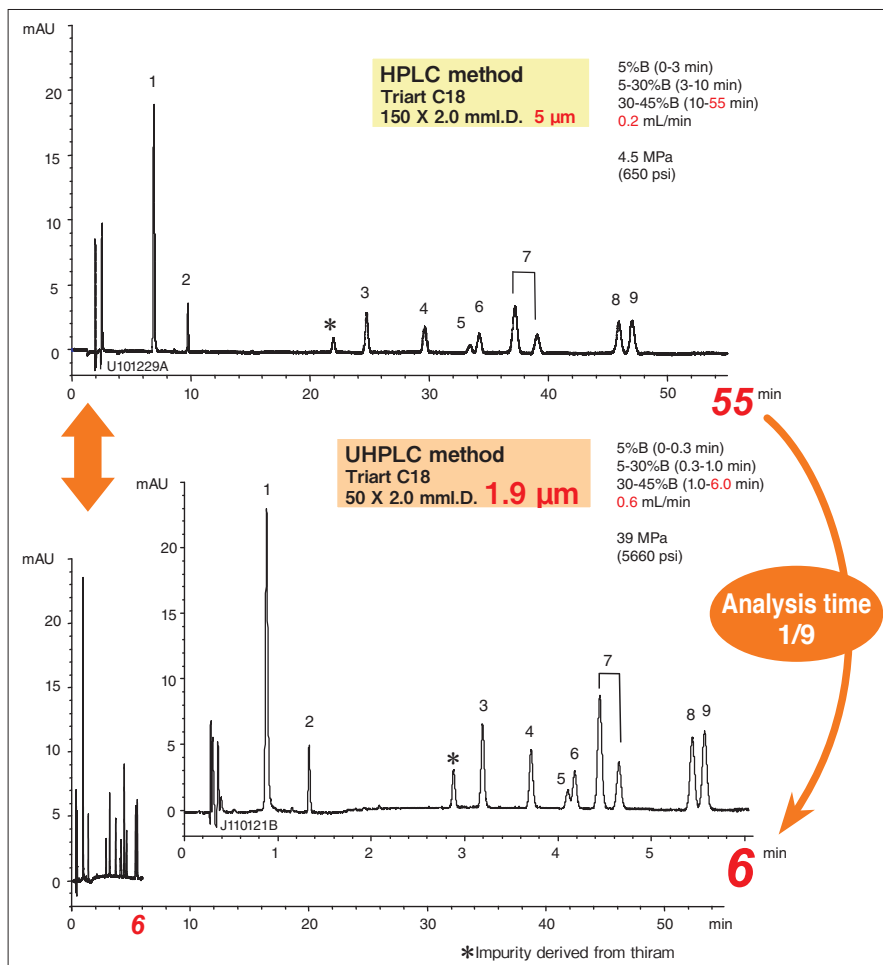 mAU
HPLC method
Triart C18
150 X 2.0 mmI.D. 5 μm
5%B (0-3 min)
5-30%B (3-10 min)
30-45%B (10-55 min)
0.2 mL/min
4.5 MPa
(650 psi)
20
15
10
5
0
1
2
*
3
4
5
6
7
8
9
U101229A
0
10
20
30
40
50
55 min
UHPLC method
Triart C18
50 X 2.0 mmI.D. 1.9 μm
5%B (0-0.3 min)
5-30%B (0.3-1.0 min)
30-45%B (1.0-6.0 min)
0.6 mL/min
39 MPa
(5660 psi)
Analysis time
1/9
mAU
20
15
10
5
0
1
2
*
3
4
5
6
7
8
9
J110121B
0
1
2
3
4
5
6 min
mAU
20
15
10
5
0
0
6
10
20
30
40
50
min
*Impurity derived from thiram